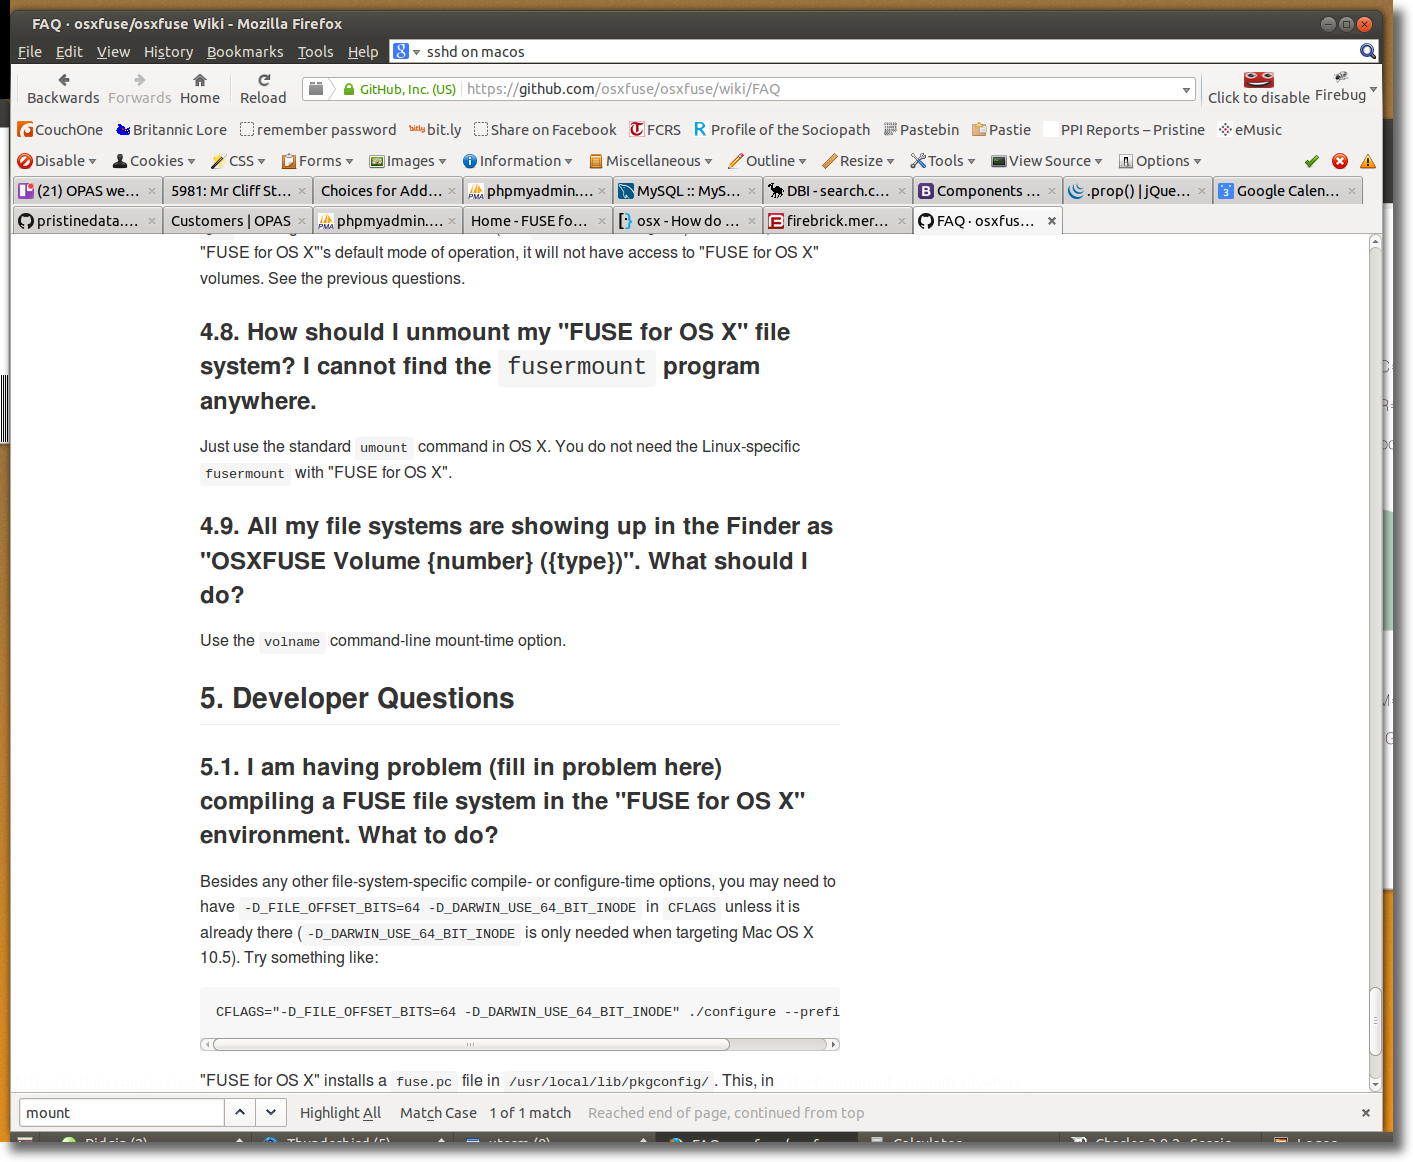 FAQ · osxfuse/osxfuse Wiki - Mozilla Firefox
File Edit View History Bookmarks Tools Help sshd on macos
Backwards Forwards Home Reload GitHub, Inc. (US) https://github.com/osxfuse/osxfuse/wiki/FAQ Click to disable Firebug
CouchOne Britannic Lore remember password bitly bit.ly Share on Facebook FCRS Profile of the Sociopath Pastebin Pastie PPI Reports – Pristine eMusic
Disable Cookies CSS Forms Images Information Miscellaneous Outline Resize Tools View Source Options
(21) OPAS we... 5981: Mr Cliff St... Choices for Add... phpmyadmin.... MySQL :: MyS... DBI - search.c... Components ... .prop() | jQue... Google Calen...
pristinedata.... Customers | OPAS phpmyadmin.... Home - FUSE fo... osx - How do ... firebrick.mer... FAQ · osxfus...
"FUSE for OS X"'s default mode of operation, it will not have access to "FUSE for OS X"
volumes. See the previous questions.
4.8. How should I unmount my "FUSE for OS X" file
system? I cannot find the fusermount program
anywhere.
Just use the standard umount command in OS X. You do not need the Linux-specific
fusermount with "FUSE for OS X".
4.9. All my file systems are showing up in the Finder as
"OSXFUSE Volume {number} ({type})". What should I
do?
Use the volname command-line mount-time option.
5. Developer Questions
5.1. I am having problem (fill in problem here)
compiling a FUSE file system in the "FUSE for OS X"
environment. What to do?
Besides any other file-system-specific compile- or configure-time options, you may need to
have -D_FILE_OFFSET_BITS=64 -D_DARWIN_USE_64_BIT_INODE in CFLAGS unless it is
already there ( -D_DARWIN_USE_64_BIT_INODE is only needed when targeting Mac OS X
10.5). Try something like:
CFLAGS="-D_FILE_OFFSET_BITS=64 -D_DARWIN_USE_64_BIT_INODE" ./configure --prefi
"FUSE for OS X" installs a fuse.pc file in /usr/local/lib/pkgconfig/ . This, in
mount Highlight All Match Case 1 of 1 match Reached end of page, continued from top